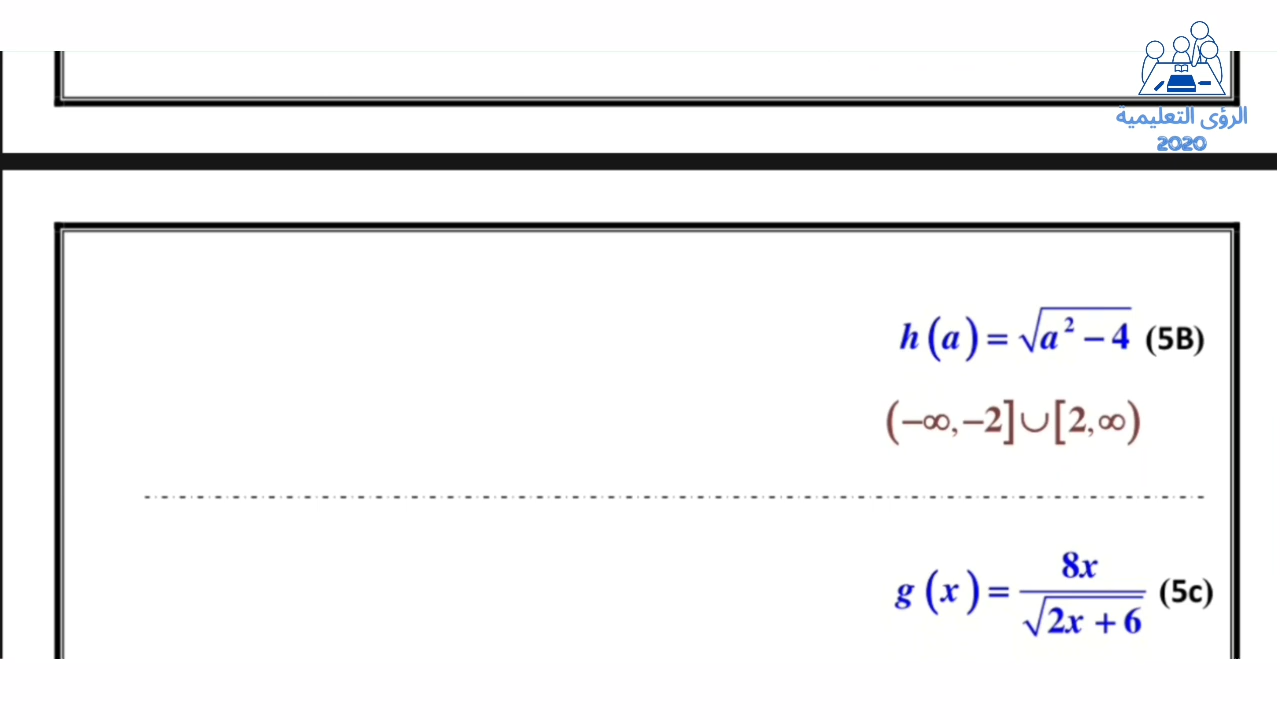 الرؤى التعليمية
2020
(5B) h(a) = √(a² − 4)
(−∞, −2] ∪ [2, ∞)
(5c) g(x) = 8x / √(2x + 6)